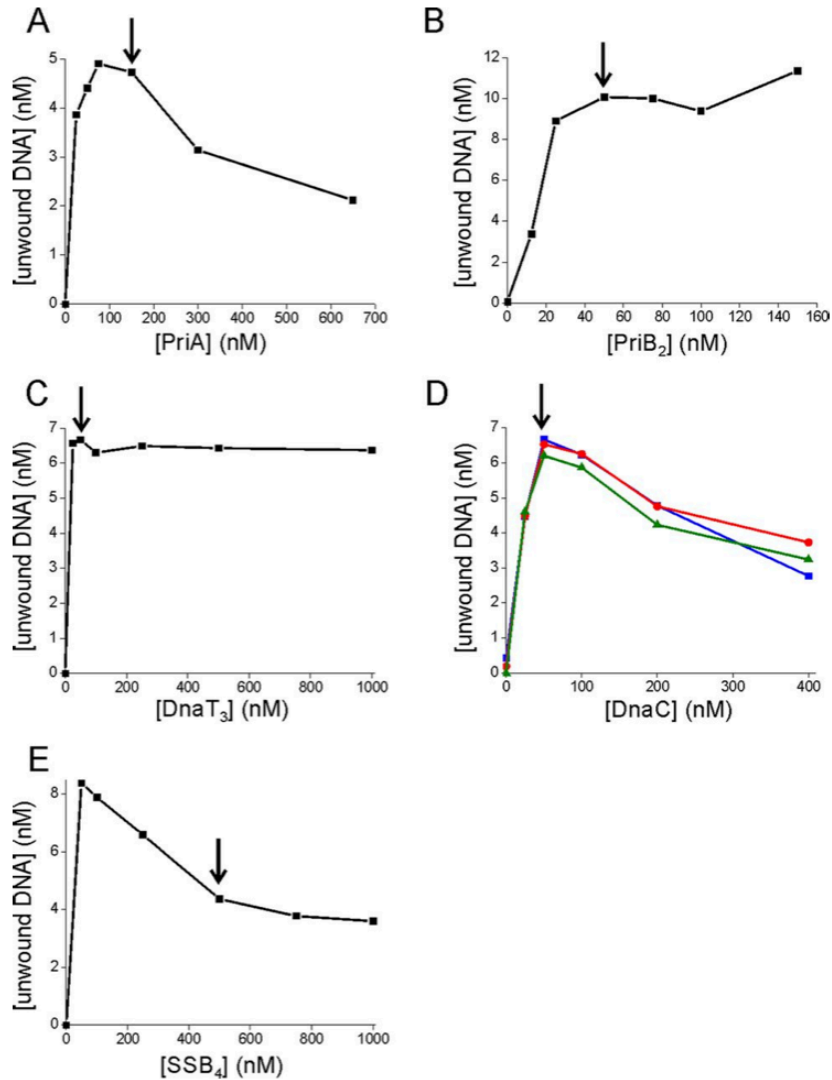 A
[unwound DNA] (nM)
5
4
3
2
1
0
0 100 200 300 400 500 600 700
[PriA] (nM)
B
[unwound DNA] (nM)
12
10
8
6
4
2
0
0 20 40 60 80 100 120 140 160
[PriB₂] (nM)
C
[unwound DNA] (nM)
7
6
5
4
3
2
1
0
0 200 400 600 800 1000
[DnaT₃] (nM)
D
[unwound DNA] (nM)
7
6
5
4
3
2
1
0
0 100 200 300 400
[DnaC] (nM)
E
[unwound DNA] (nM)
8
6
4
2
0
0 200 400 600 800 1000
[SSB₄] (nM)